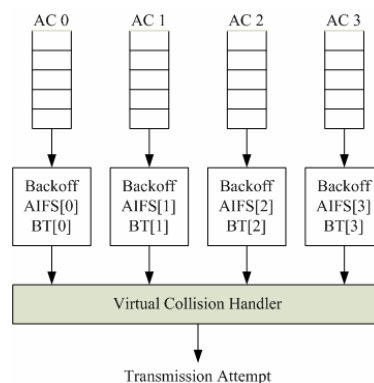 AC 0 AC 1 AC 2 AC 3
Backoff Backoff Backoff Backoff
AIFS[0] AIFS[1] AIFS[2] AIFS[3]
BT[0] BT[1] BT[2] BT[3]
Virtual Collision Handler
Transmission Attempt